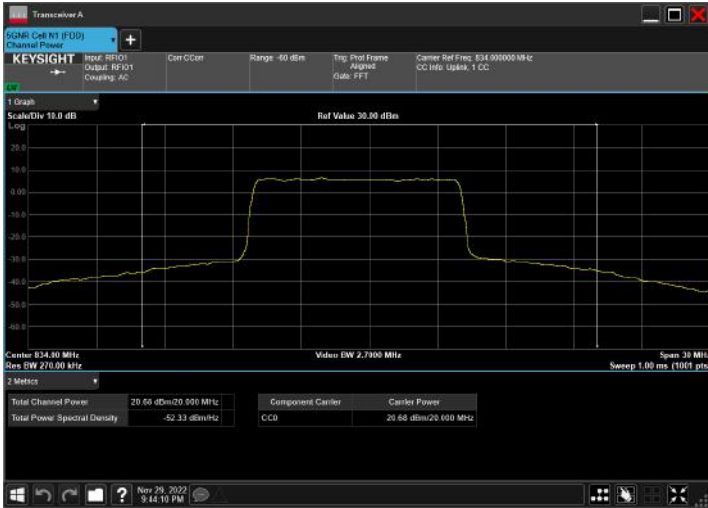 Transceiver A
5GNR Cell N1 (FDD)
Channel Power
KEYSIGHT
Input: RFIO1
Output: RFIO1
Coupling: AC
Corr CCorr
Range -60 dBm
Trig: Prot Frame
Aligned
Gate: FFT
Carrier Ref Freq: 834.000000 MHz
CC Info: Uplink, 1 CC
1 Graph
Scale/Div 10.0 dB
Ref Value 30.00 dBm
Log
20.0
10.0
0.00
-10.0
-20.0
-30.0
-40.0
-50.0
-60.0
Center 834.00 MHz
Video BW 2.7000 MHz
Span 30 MH
Res BW 270.00 kHz
Sweep 1.00 ms (1001 pts
2 Metrics
Total Channel Power 20.68 dBm/20.000 MHz
Total Power Spectral Density -52.33 dBm/Hz
Component Carrier Carrier Power
CC0 20.68 dBm/20.000 MHz
?
Nov 29, 2022
9:44:10 PM